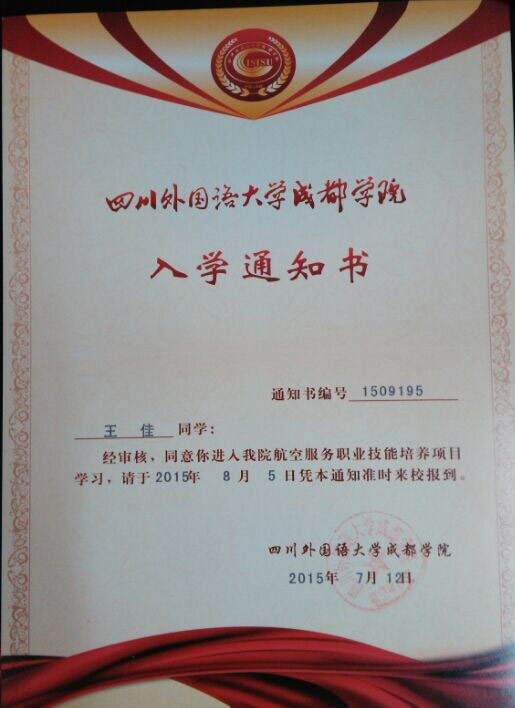 SISU
四川外国语大学成都学院
入学通知书
通知书编号 1509195
王 佳 同学：
经审核，同意你进入我院航空服务职业技能培养项目
学习，请于2015年 8 月 5 日凭本通知准时来校报到。
四川外国语大学成都学院
2015年 7月 12日